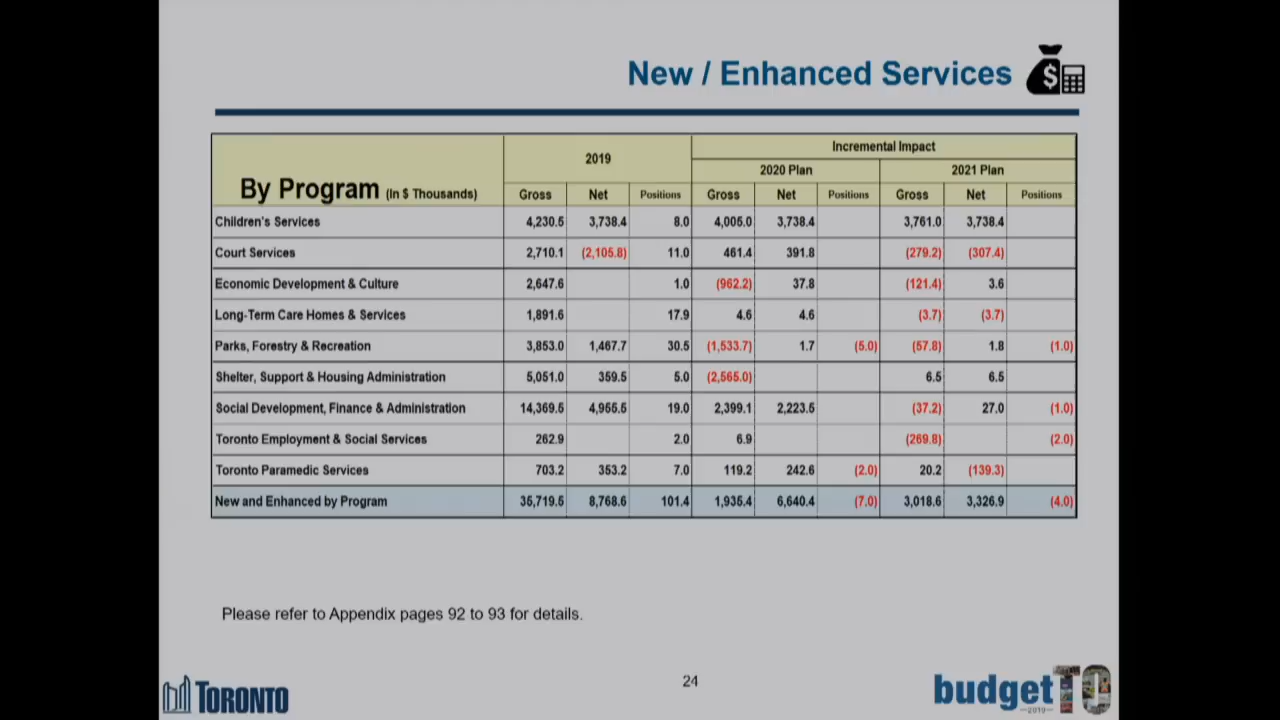 New / Enhanced Services
By Program (In $ Thousands)
2019
Incremental Impact
2020 Plan
2021 Plan
Gross Net Positions Gross Net Positions Gross Net Positions
Children's Services 4,230.5 3,738.4 8.0 4,005.0 3,738.4 3,761.0 3,738.4
Court Services 2,710.1 (2,105.8) 11.0 461.4 391.8 (279.2) (307.4)
Economic Development & Culture 2,647.6 1.0 (962.2) 37.8 (121.4) 3.6
Long-Term Care Homes & Services 1,891.6 17.9 4.6 4.6 (3.7) (3.7)
Parks, Forestry & Recreation 3,853.0 1,467.7 30.5 (1,533.7) 1.7 (5.0) (57.8) 1.8 (1.0)
Shelter, Support & Housing Administration 5,051.0 359.5 5.0 (2,565.0) 6.5 6.5
Social Development, Finance & Administration 14,369.5 4,955.5 19.0 2,399.1 2,223.5 (37.2) 27.0 (1.0)
Toronto Employment & Social Services 262.9 2.0 6.9 (269.8) (2.0)
Toronto Paramedic Services 703.2 353.2 7.0 119.2 242.6 (2.0) 20.2 (139.3)
New and Enhanced by Program 35,719.5 8,768.6 101.4 1,935.4 6,640.4 (7.0) 3,018.6 3,326.9 (4.0)
Please refer to Appendix pages 92 to 93 for details.
TORONTO
24
budgetTO
2019